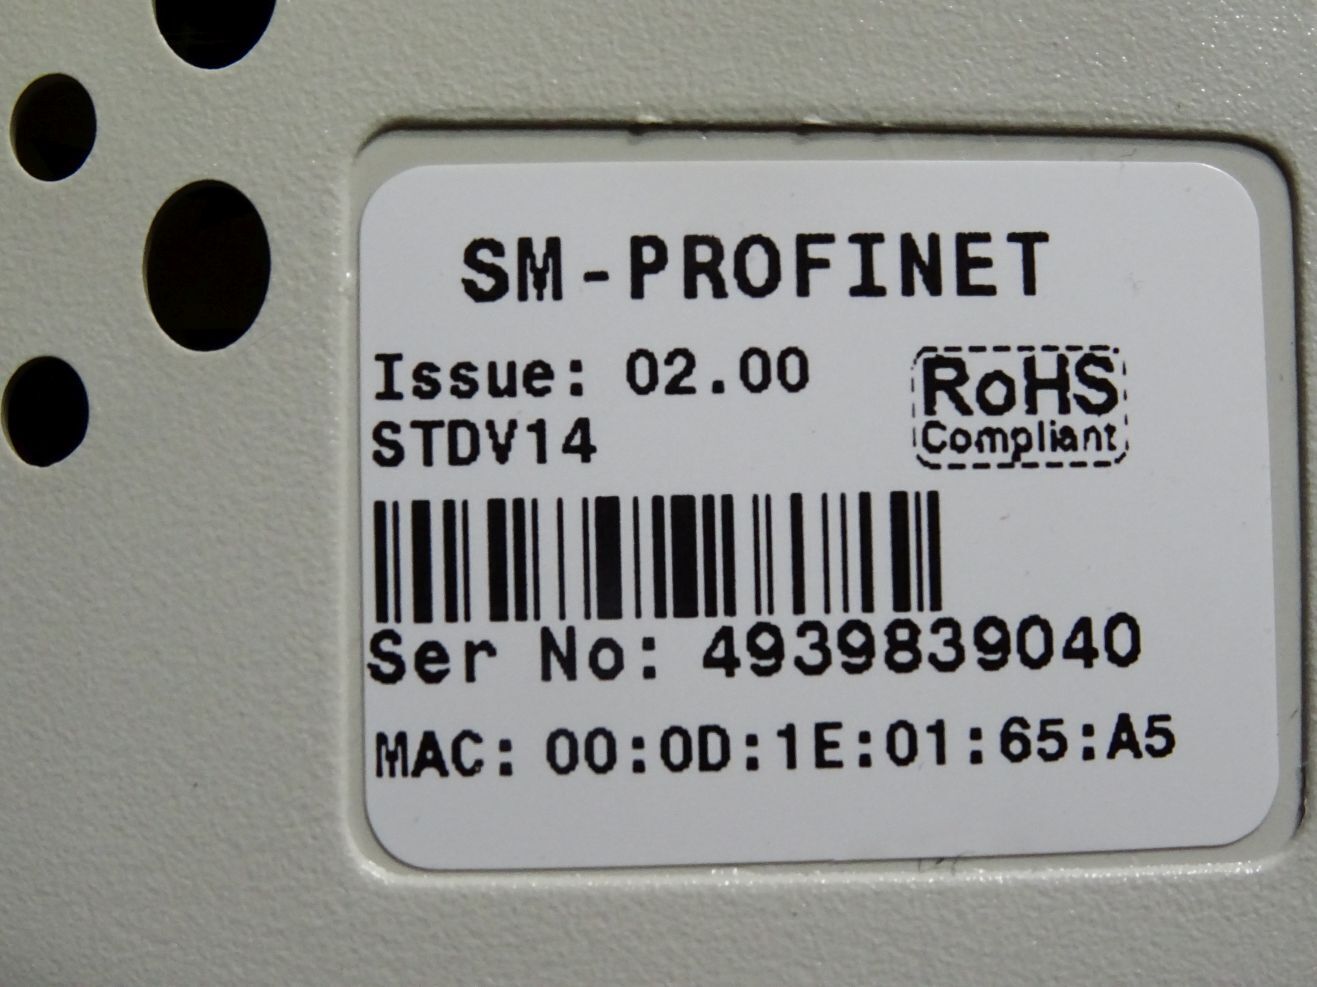 SM-PROFINET
Issue: 02.00
STDV14
RoHS
Compliant
Ser No: 4939839040
MAC: 00:0D:1E:01:65:A5